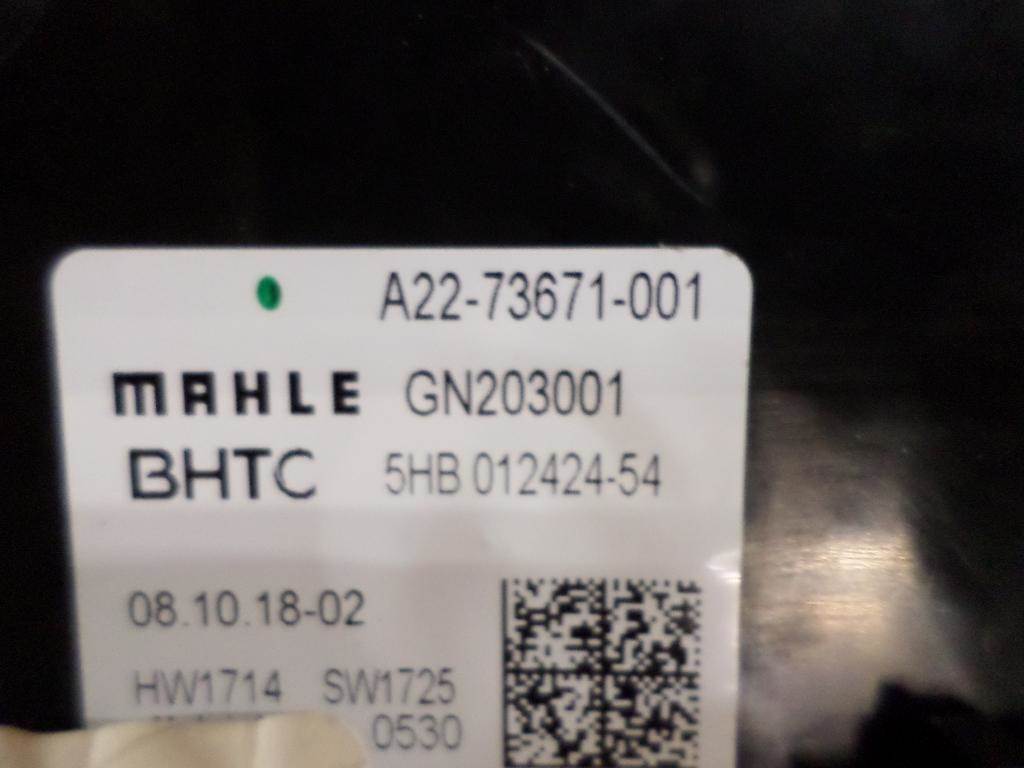 A22-73671-001
MAHLE GN203001
BHTC 5HB 012424-54
08.10.18-02
HW1714 SW1725
0530